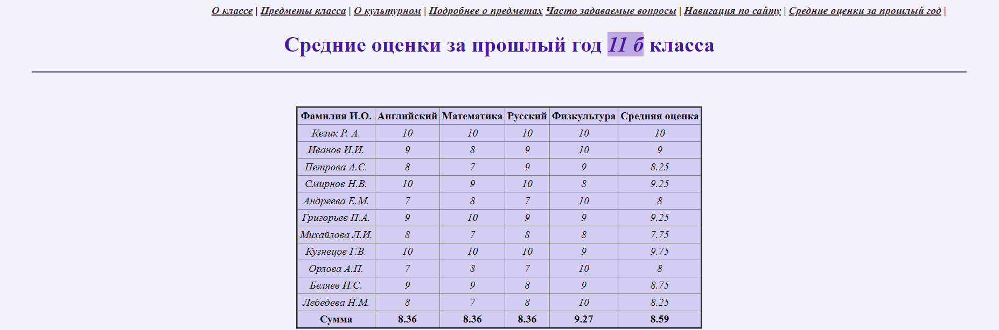 О классе | Предметы класса | О культурном | Подробнее о предметах Часто задаваемые вопросы | Навигация по сайту | Средние оценки за прошлый год |
Средние оценки за прошлый год 11 б класса
Фамилия И.О. Английский Математика Русский Физкультура Средняя оценка
Кезик Р. А. 10 10 10 10 10
Иванов И.И. 9 8 9 10 9
Петрова А.С. 8 7 9 9 8.25
Смирнов Н.В. 10 9 10 8 9.25
Андреева Е.М. 7 8 7 10 8
Григорьев П.А. 9 10 9 9 9.25
Михайлова Л.И. 8 7 8 8 7.75
Кузнецов Г.В. 10 10 10 9 9.75
Орлова А.П. 7 8 7 10 8
Беляев И.С. 9 9 8 9 8.75
Лебедева Н.М. 8 7 8 10 8.25
Сумма 8.36 8.36 8.36 9.27 8.59